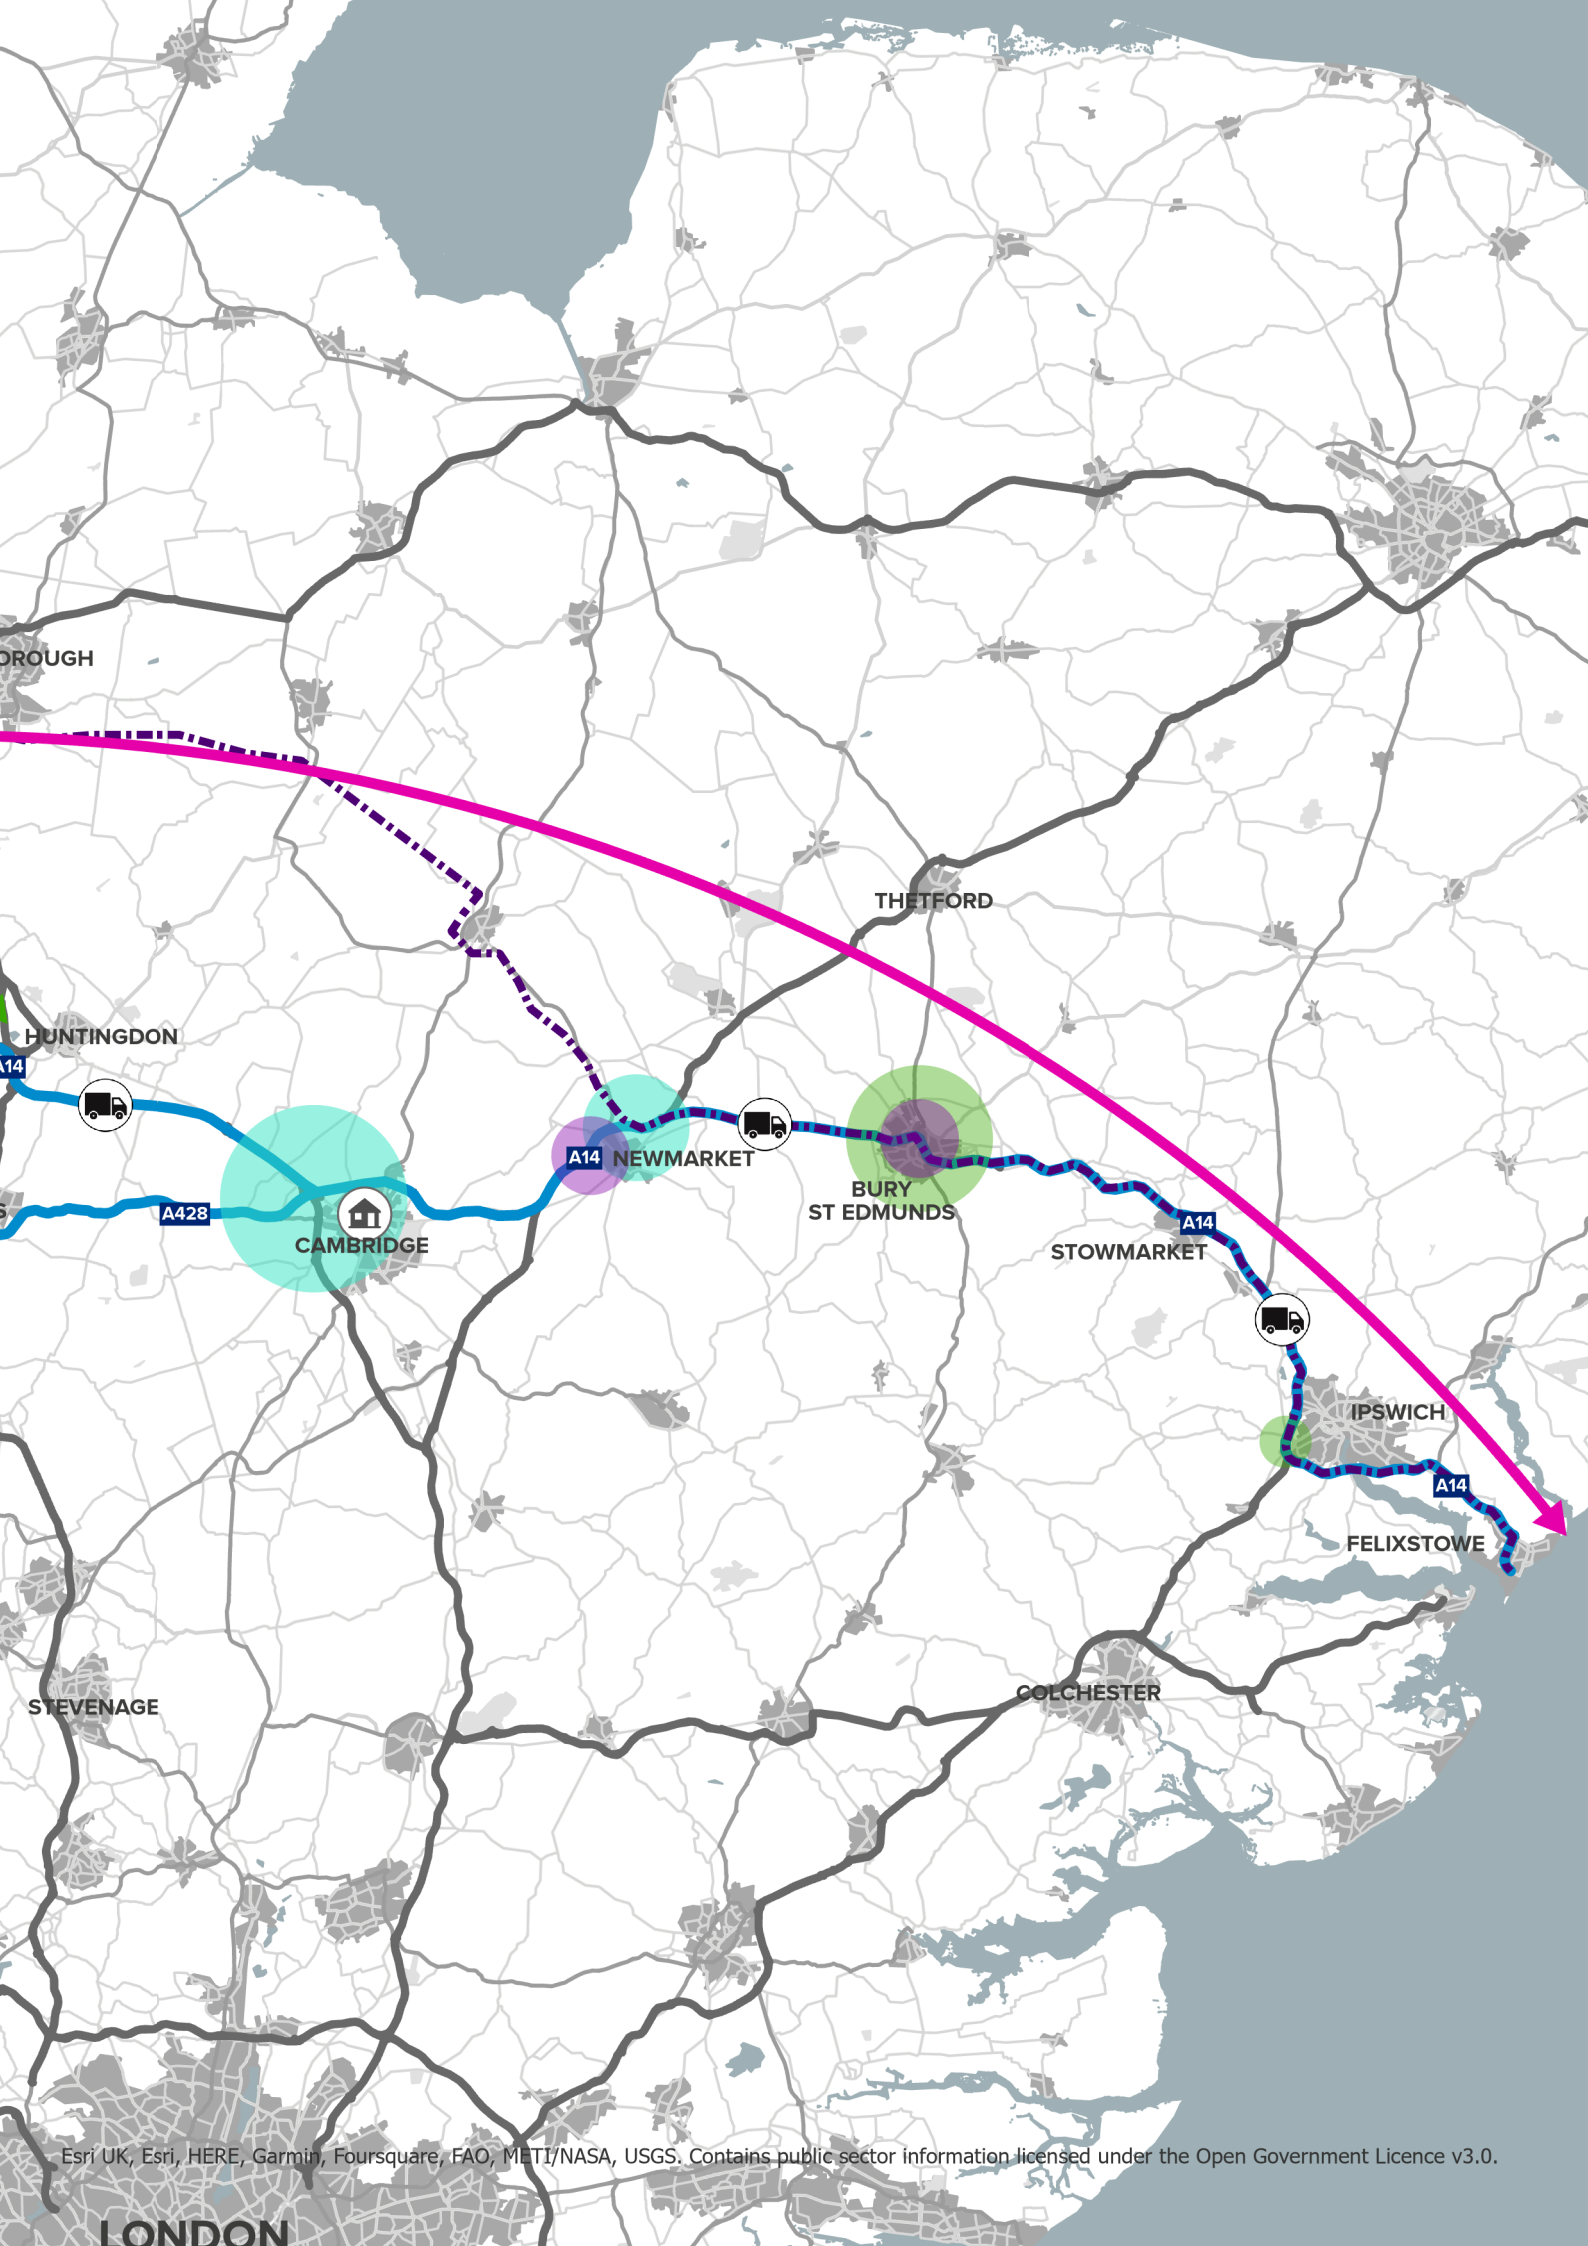 OROUGH
THETFORD
HUNTINGDON
A14
A14
NEWMARKET
BURY
ST EDMUNDS
A428
S
CAMBRIDGE
A14
STOWMARKET
IPSWICH
A14
FELIXSTOWE
COLCHESTER
STEVENAGE
Esri UK, Esri, HERE, Garmin, Foursquare, FAO, METI/NASA, USGS. Contains public sector information licensed under the Open Government Licence v3.0.
LONDON